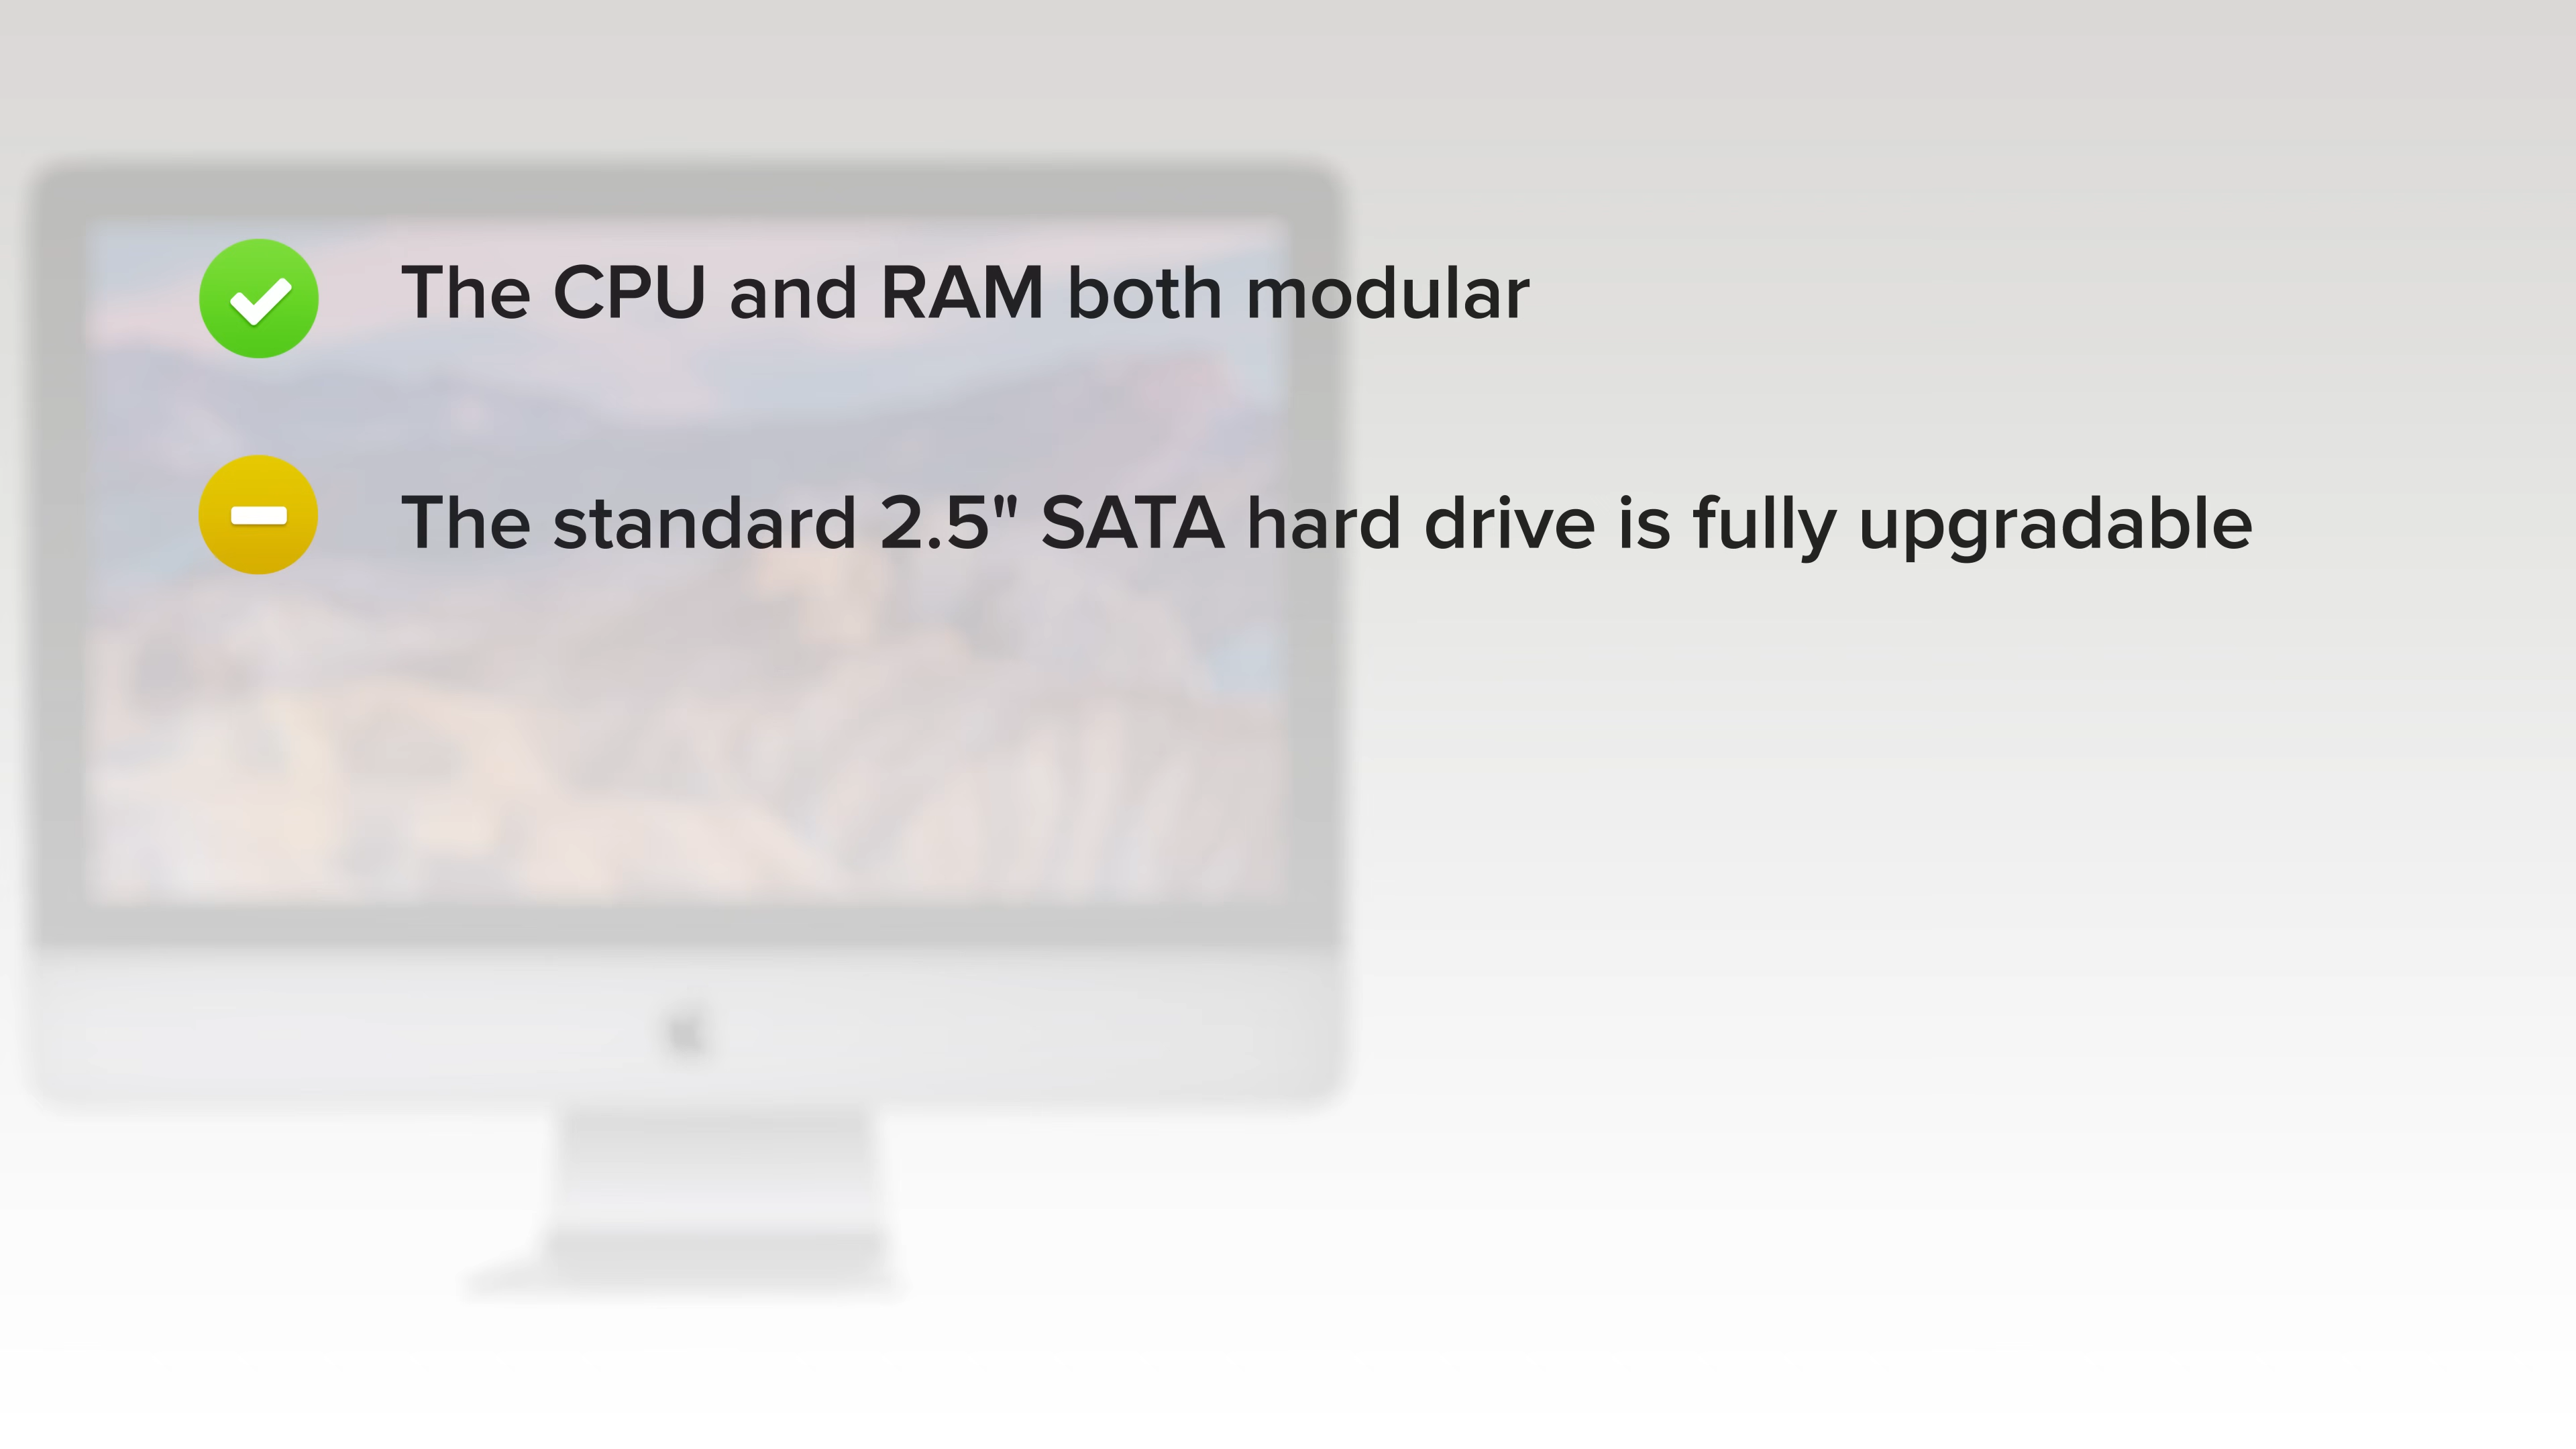 The CPU and RAM both modular
The standard 2.5" SATA hard drive is fully upgradable